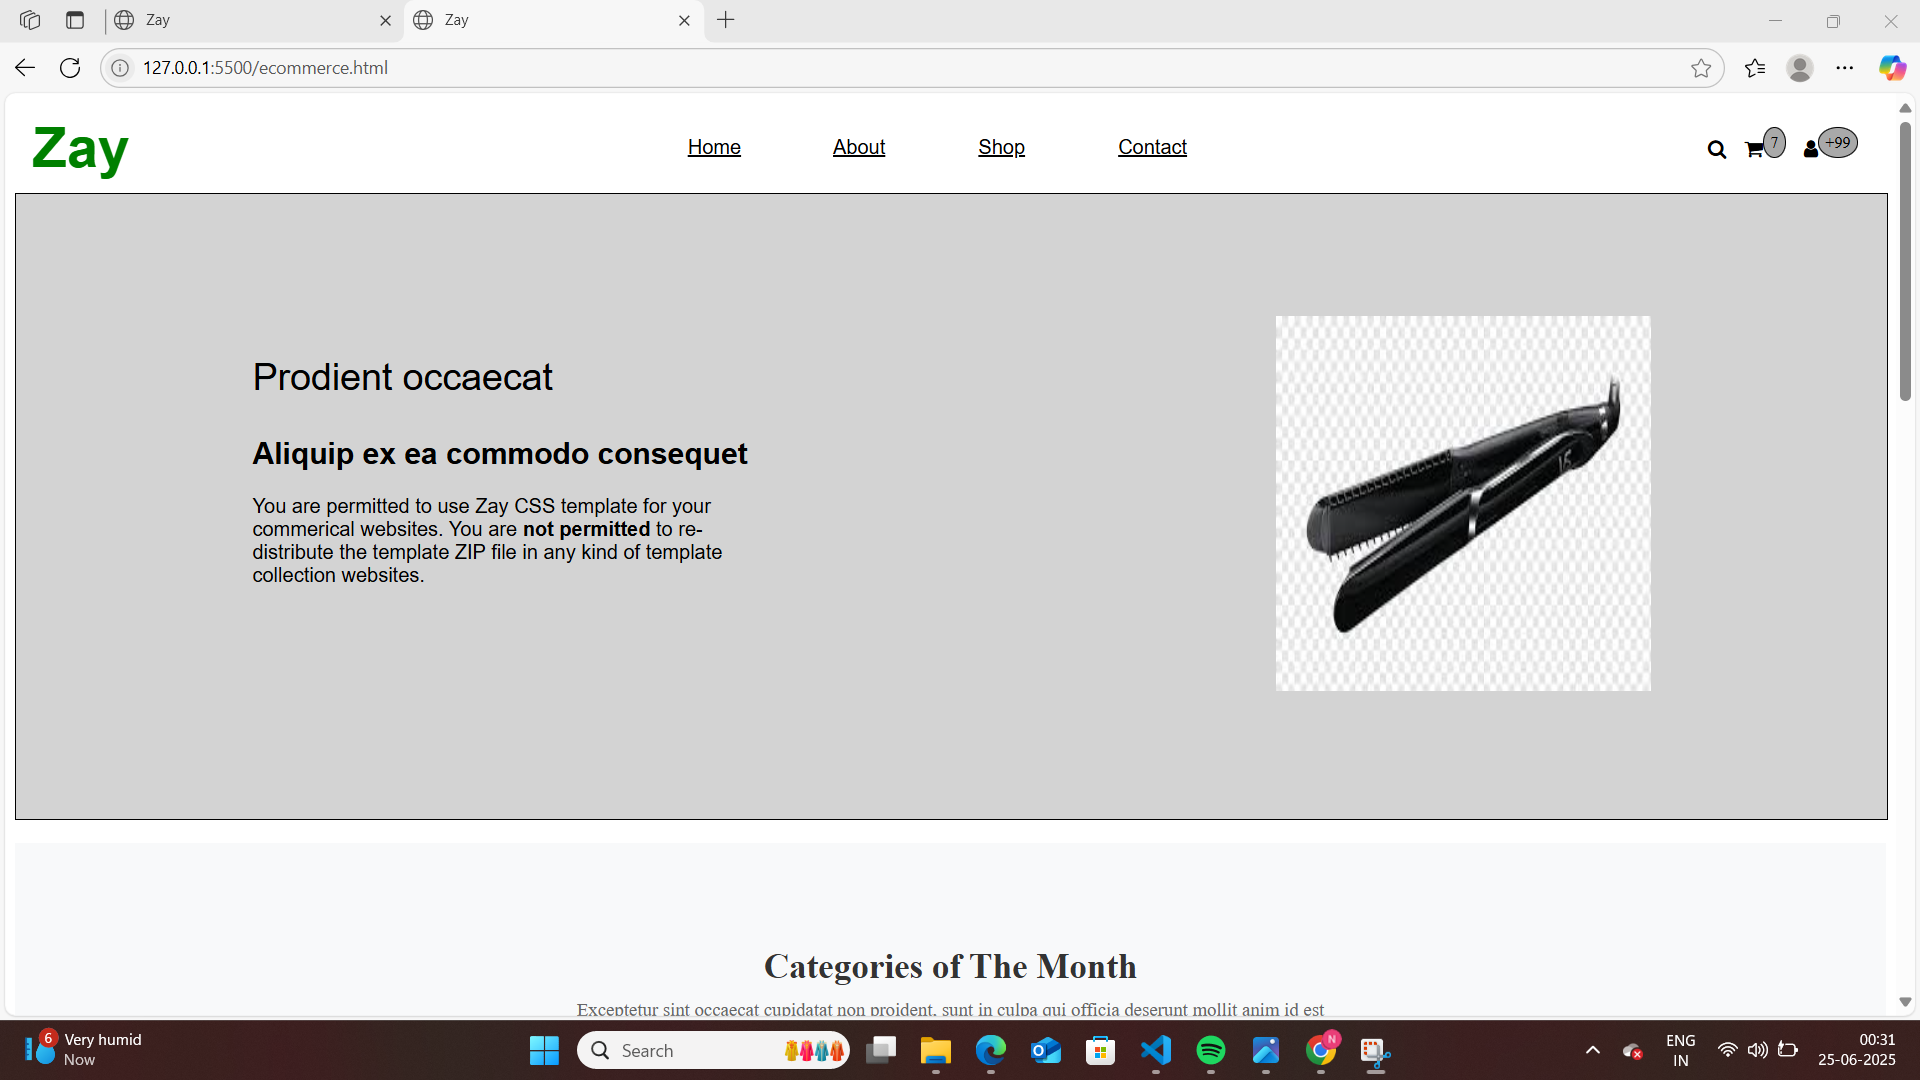 Zay
Zay
127.0.0.1:5500/ecommerce.html
Zay
Home
About
Shop
Contact
7
+99
Prodient occaecat
Aliquip ex ea commodo consequet
You are permitted to use Zay CSS template for your
commerical websites. You are not permitted to re-
distribute the template ZIP file in any kind of template
collection websites.
Categories of The Month
Excepteur sint occaecat cupidatat non proident, sunt in culpa qui officia deserunt mollit anim id est
6
Very humid
Now
Search
N
ENG
IN
00:31
25-06-2025